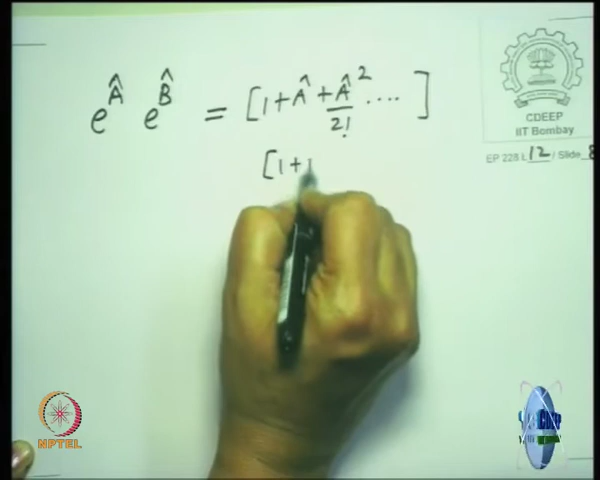 e^Â e^B̂ = [1 + Â + Â²/2! ....]
[1 +
CDEEP
IIT Bombay
EP 228 L 12 / Slide 8
NPTEL